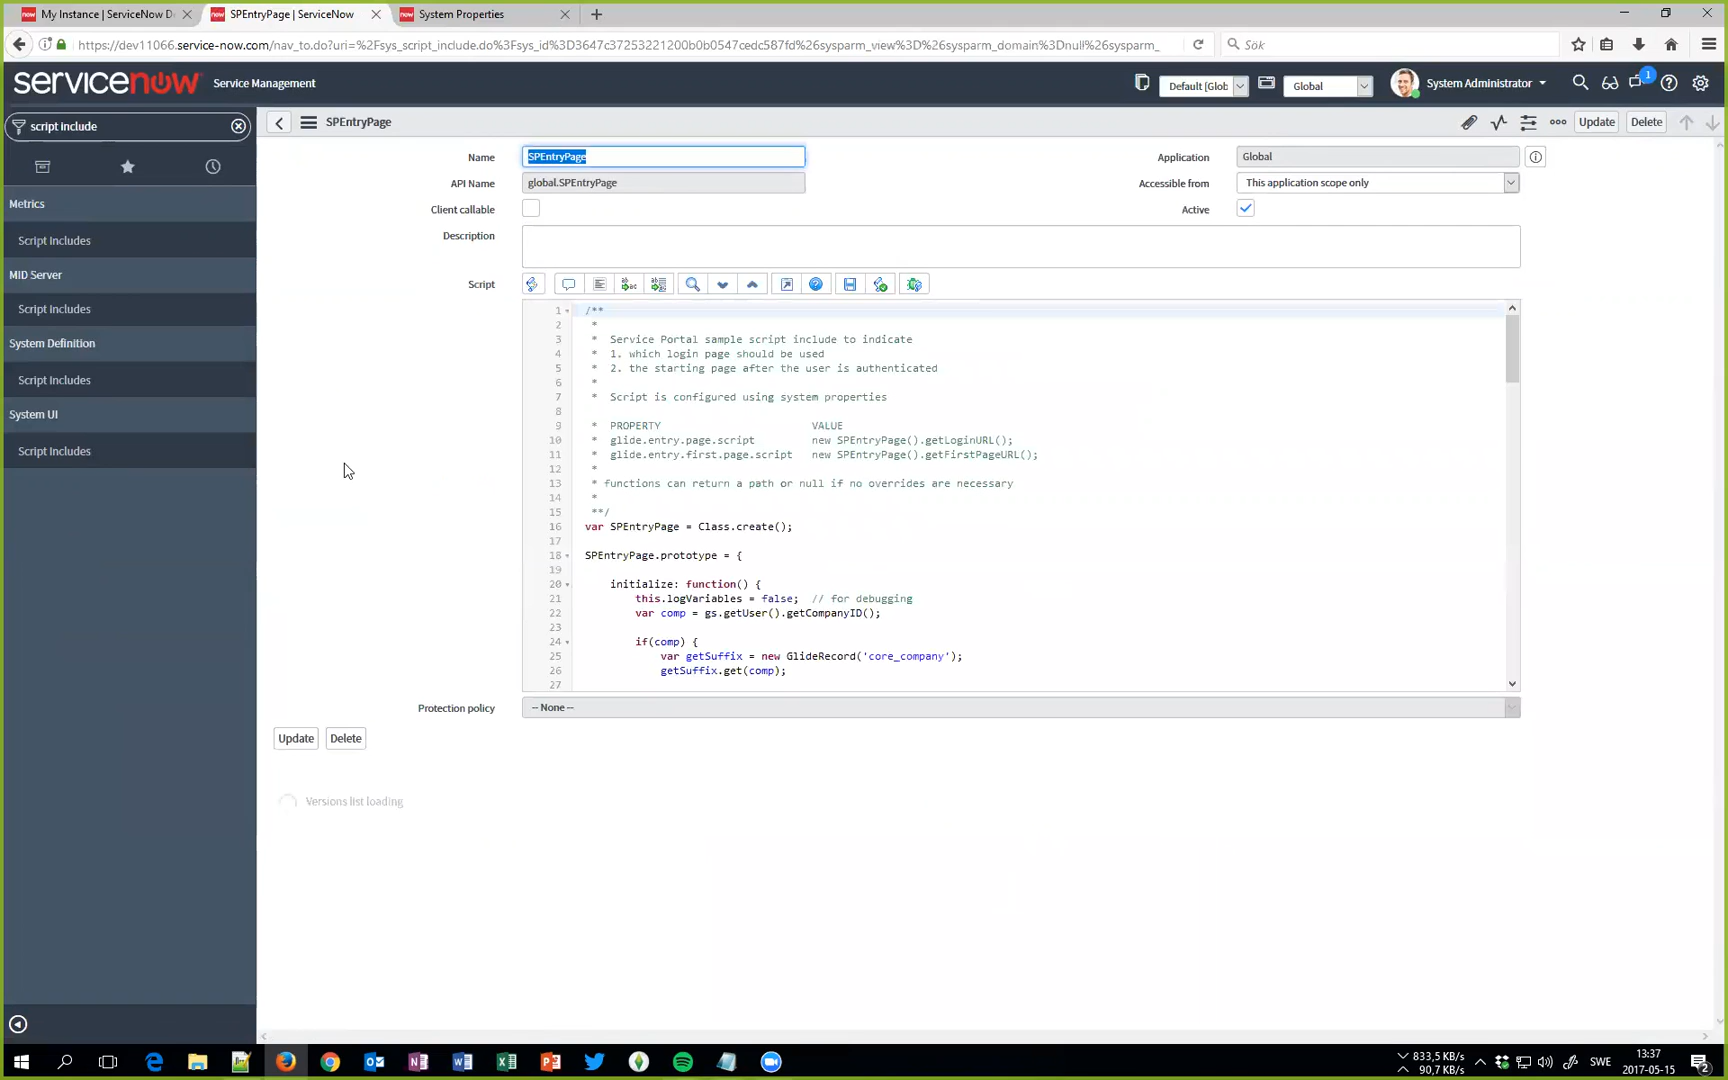 My Instance | ServiceNow D
SPEntryPage | ServiceNow
System Properties
https://dev11066.service-now.com/nav_to.do?uri=%2Fsys_script_include.do%3Fsys_id%3D3647c37253221200b0b0547cedc587fd%26sysparm_view%3D%26sysparm_domain%3Dnull%26sysparm_
Sök
servicenow Service Management
Default [Glob
Global
System Administrator
1
script include
SPEntryPage
Update
Delete
Metrics
Script Includes
MID Server
Script Includes
System Definition
Script Includes
System UI
Script Includes
Name
SPEntryPage
Application
Global
API Name
global.SPEntryPage
Accessible from
This application scope only
Client callable
Active
Description
Script
1 /**
2 *
3 * Service Portal sample script include to indicate
4 * 1. which login page should be used
5 * 2. the starting page after the user is authenticated
6 *
7 * Script is configured using system properties
8 *
9 * PROPERTY VALUE
10 * glide.entry.page.script new SPEntryPage().getLoginURL();
11 * glide.entry.first.page.script new SPEntryPage().getFirstPageURL();
12 *
13 * functions can return a path or null if no overrides are necessary
14 *
15 **/
16 var SPEntryPage = Class.create();
17
18 SPEntryPage.prototype = {
19
20 initialize: function() {
21 this.logVariables = false; // for debugging
22 var comp = gs.getUser().getCompanyID();
23
24 if(comp) {
25 var getSuffix = new GlideRecord('core_company');
26 getSuffix.get(comp);
27
Protection policy
-- None --
Update
Delete
Versions list loading
833,5 KB/s
90,7 KB/s
SWE
13:37
2017-05-15
2